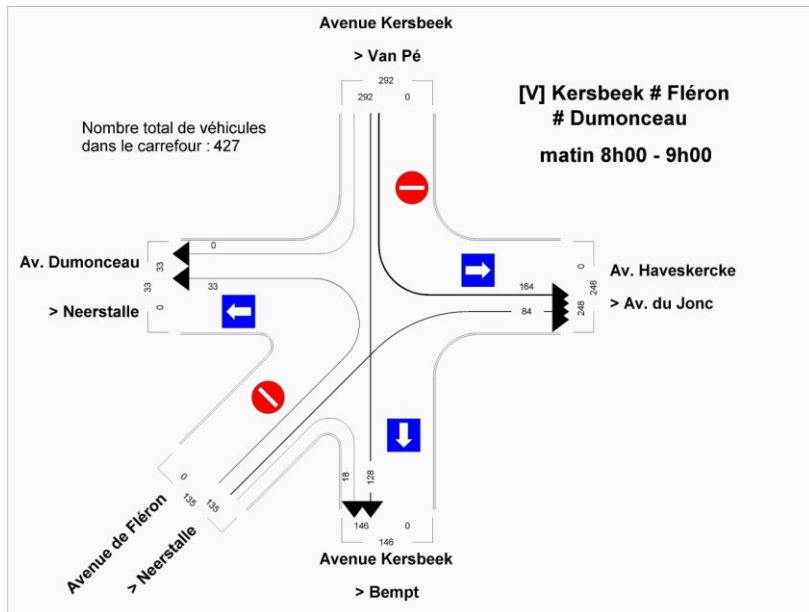 Avenue Kersbeek
> Van Pé
292
292 0
[V] Kersbeek # Fléron
# Dumonceau
matin 8h00 - 9h00
Nombre total de véhicules
dans le carrefour : 427
Av. Dumonceau
> Neerstalle
33
33
0
0
33
Av. Haveskercke
> Av. du Jonc
0
248
248
164
84
18
128
0
135
135
Avenue de Fléron
> Neerstalle
146 0
146
Avenue Kersbeek
> Bempt